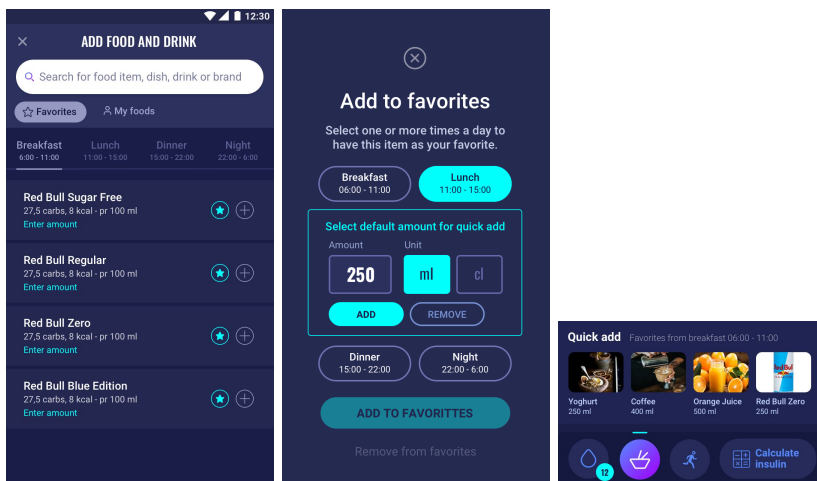 12:30
ADD FOOD AND DRINK
Search for food item, dish, drink or brand
Favorites
My foods
Breakfast
6:00 - 11:00
Lunch
11:00 - 15:00
Dinner
15:00 - 22:00
Night
22:00 - 6:00
Red Bull Sugar Free
27,5 carbs, 8 kcal - pr 100 ml
Enter amount
Red Bull Regular
27,5 carbs, 8 kcal - pr 100 ml
Enter amount
Red Bull Zero
27,5 carbs, 8 kcal - pr 100 ml
Enter amount
Red Bull Blue Edition
27,5 carbs, 8 kcal - pr 100 ml
Enter amount
Add to favorites
Select one or more times a day to
have this item as your favorite.
Breakfast
06:00 - 11:00
Lunch
11:00 - 15:00
Select default amount for quick add
Amount
Unit
250
ml
cl
ADD
REMOVE
Dinner
15:00 - 22:00
Night
22:00 - 6:00
ADD TO FAVORITTES
Remove from favorites
Quick add
Favorites from breakfast 06:00 - 11:00
Yoghurt
250 ml
Coffee
400 ml
Orange Juice
500 ml
Red Bull Zero
250 ml
12
Calculate
insulin